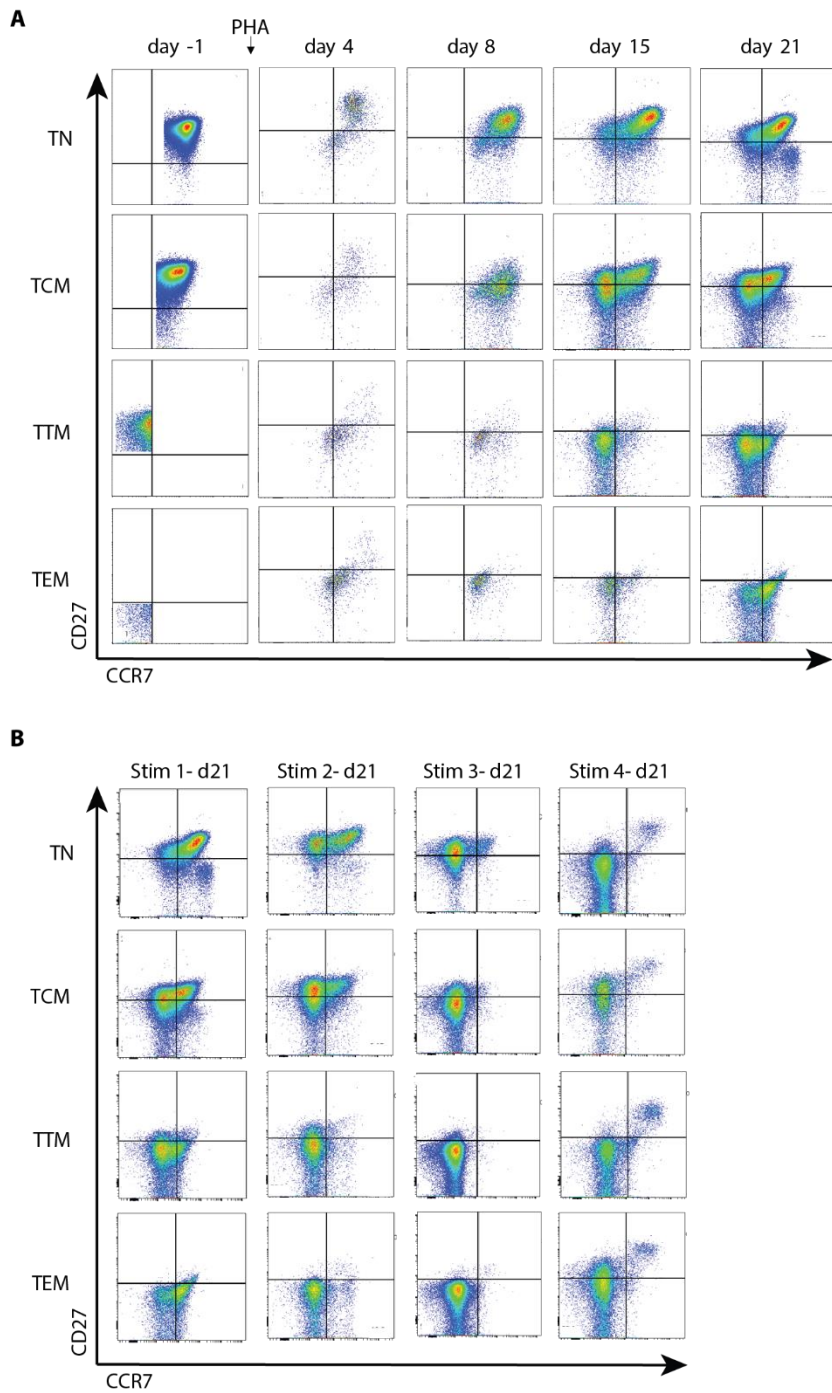 A
PHA
day -1 day 4 day 8 day 15 day 21
TN
TCM
TTM
TEM
CD27
CCR7
B
Stim 1- d21 Stim 2- d21 Stim 3- d21 Stim 4- d21
TN
TCM
TTM
TEM
CD27
CCR7